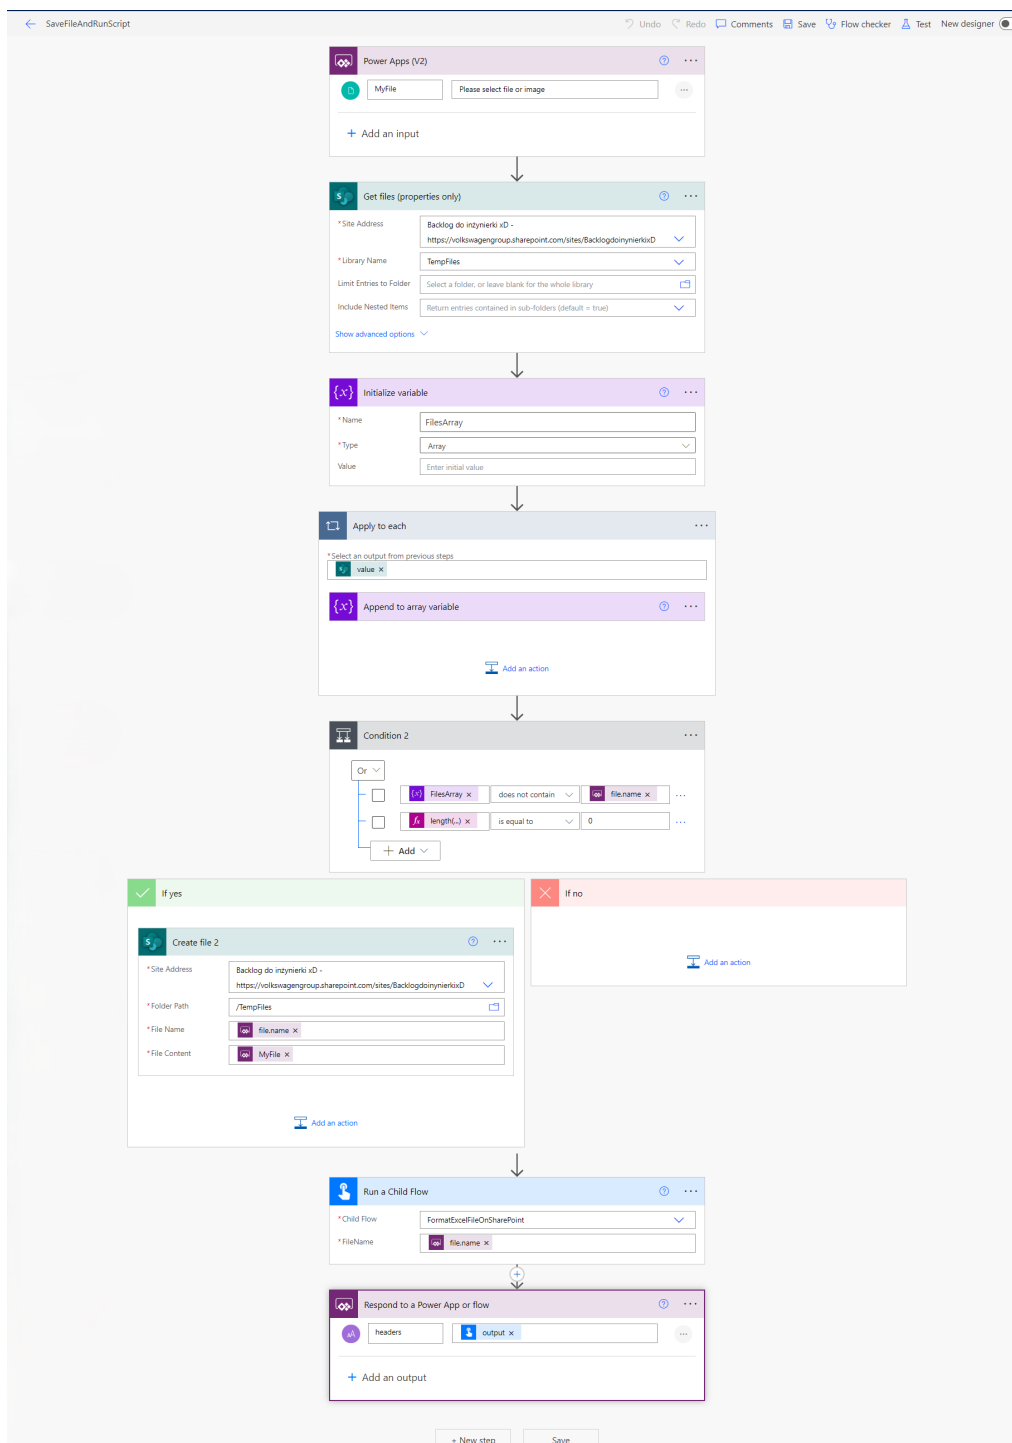 SaveFileAndRunScript
Undo Redo Comments Save Flow checker Test New designer
Power Apps (V2)
MyFile Please select file or image
Add an input
Get files (properties only)
* Site Address
Backlog do inżynierki xD -
https://volkswagengroup.sharepoint.com/sites/BacklogdoinynierkixD
* Library Name TempFiles
Limit Entries to Folder Select a folder, or leave blank for the whole library
Include Nested Items Return entries contained in sub-folders (default = true)
Show advanced options
{x} Initialize variable
* Name FilesArray
* Type Array
Value Enter initial value
Apply to each
* Select an output from previous steps
value
{x} Append to array variable
Add an action
Condition 2
Or
FilesArray does not contain file.name
length(...) is equal to 0
+ Add
If yes
If no
Create file 2
* Site Address
Backlog do inżynierki xD -
https://volkswagengroup.sharepoint.com/sites/BacklogdoinynierkixD
* Folder Path /TempFiles
* File Name file.name
* File Content MyFile
Add an action
Add an action
Run a Child Flow
* Child Flow FormatExcelFileOnSharePoint
* FileName file.name
Respond to a Power App or flow
headers output
Add an output
+ New step Save